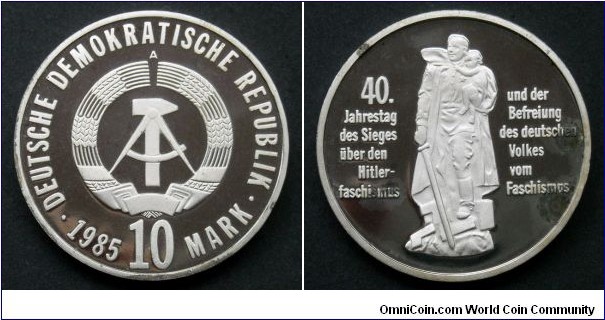 DEUTSCHE DEMOKRATISCHE REPUBLIK
A
· 1985 10 MARK ·
40.
Jahrestag
des Sieges
über den
Hitler-
faschismus
und der
Befreiung
des deutschen
Volkes
vom
Faschismus
OmniCoin.com World Coin Community